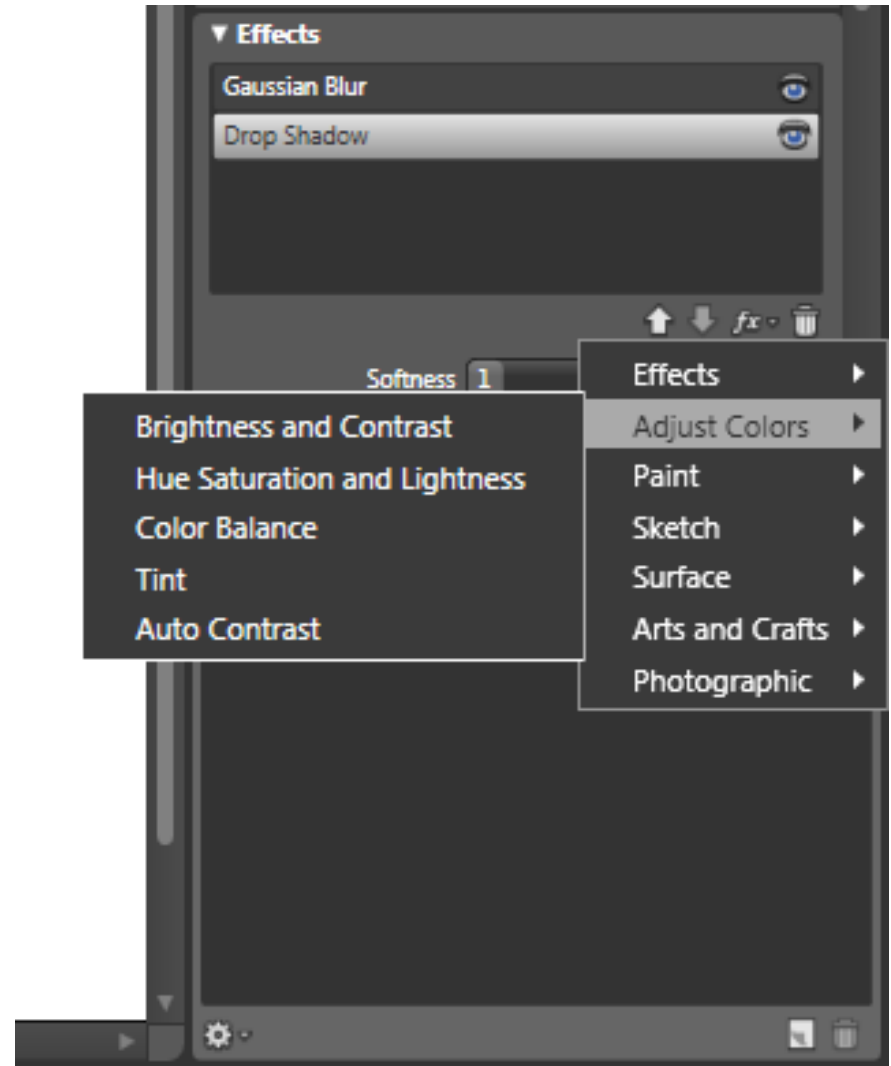 Effects
Gaussian Blur
Drop Shadow
fx
Softness 1
Effects
Adjust Colors
Paint
Sketch
Surface
Arts and Crafts
Photographic
Brightness and Contrast
Hue Saturation and Lightness
Color Balance
Tint
Auto Contrast